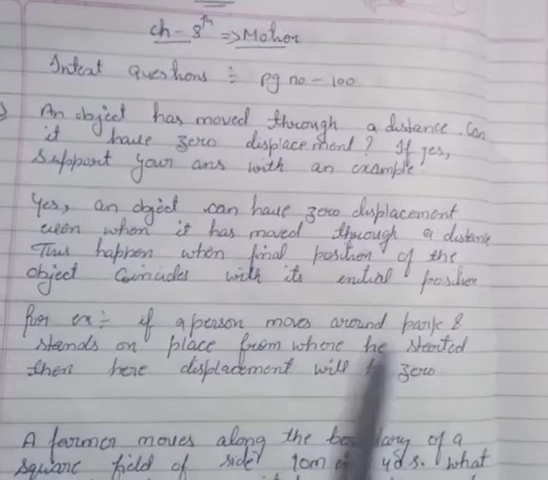 ch - 8th => Motion
Intext questions ÷ pg no - 100
An object has moved through a distance. Can
it have zero displacement? If yes,
Support your ans with an example.
Yes, an object can have zero displacement
even when it has moved through a distance
This happen when final position of the
object Coincides with its initial position
for ex ÷ if a person moves around park &
stands on place from where he started
then here displacement will be zero
A farmer moves along the boundary of a
square field of side 10m in 40s. what